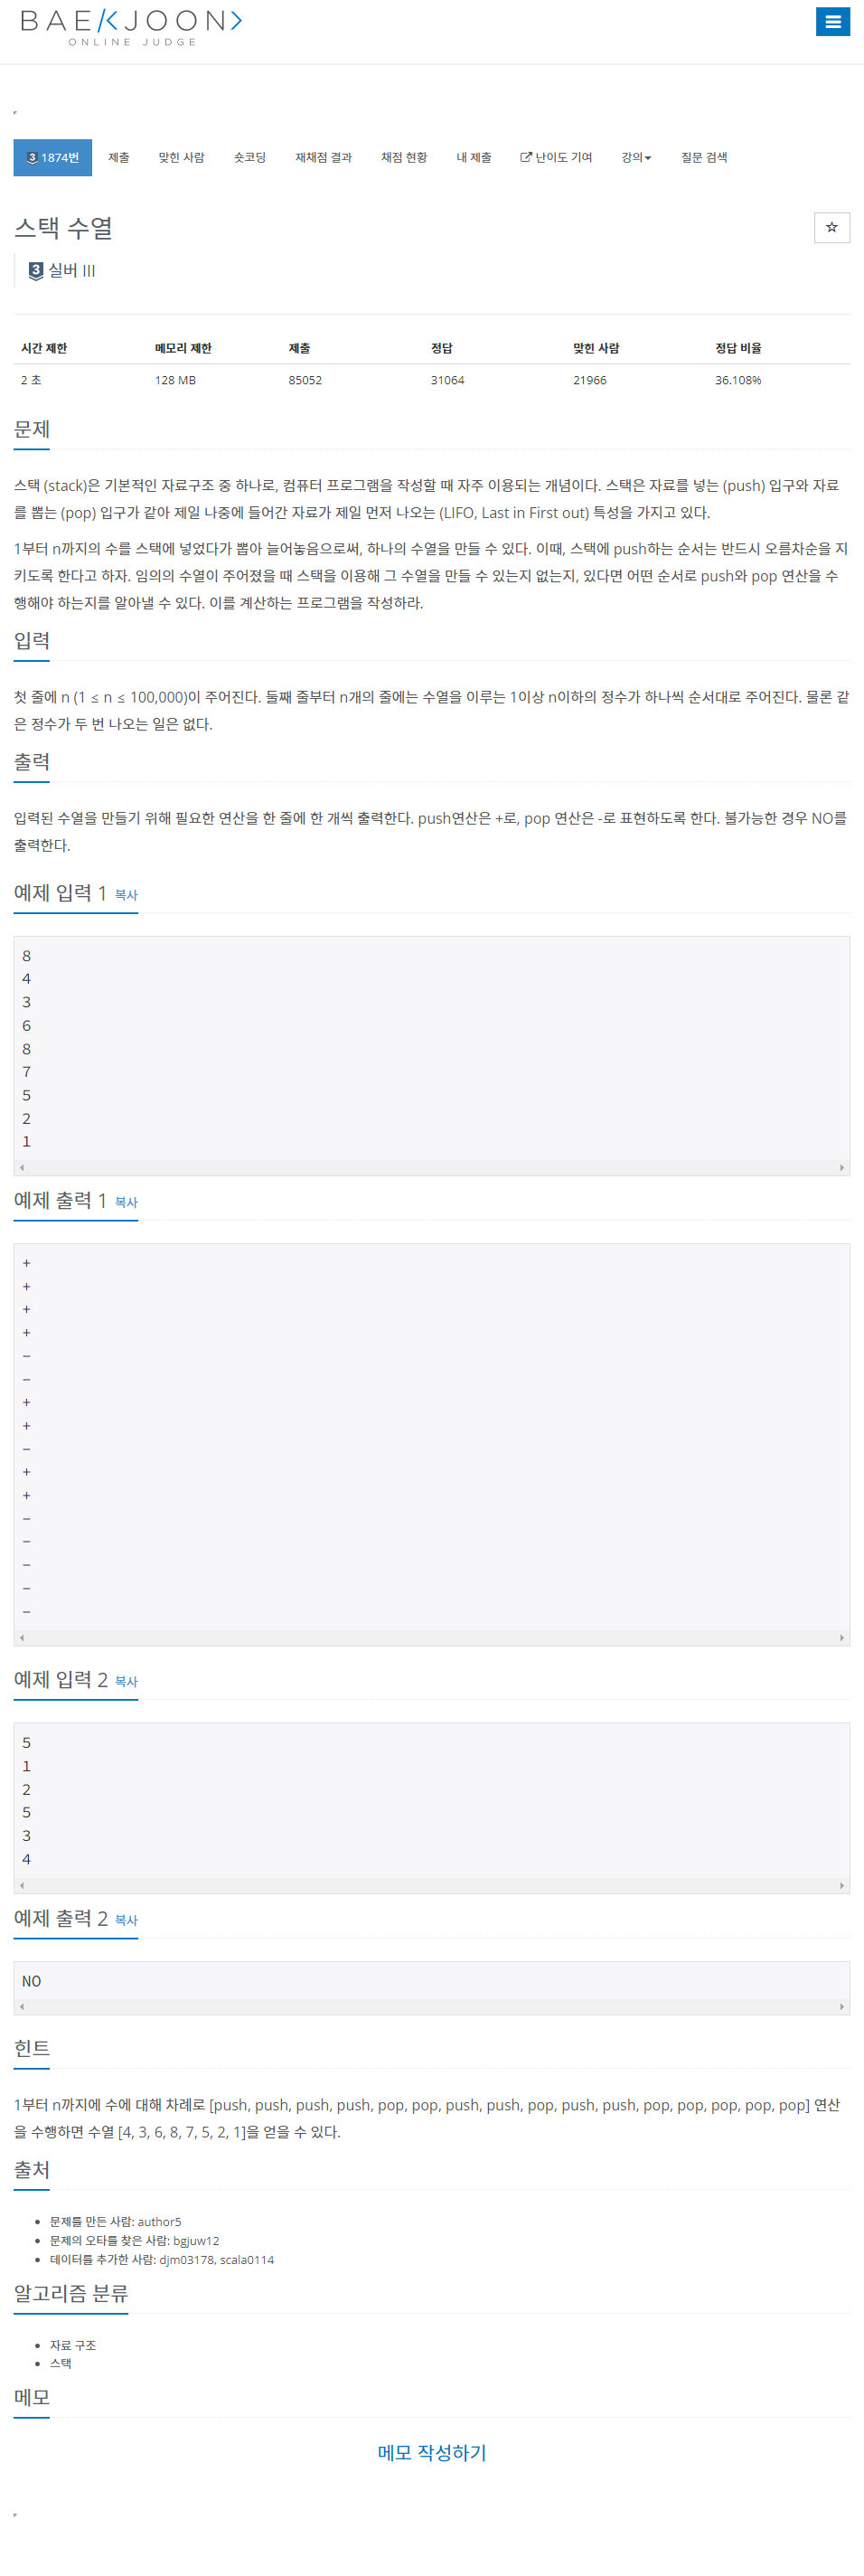 BAEKJOON
ONLINE JUDGE
3 1874번 제출 맞힌 사람 숏코딩 재채점 결과 채점 현황 내 제출 난이도 기여 강의 질문 검색
스택 수열
3 실버 III
시간 제한 메모리 제한 제출 정답 맞힌 사람 정답 비율
2 초 128 MB 85052 31064 21966 36.108%
문제
스택 (stack)은 기본적인 자료구조 중 하나로, 컴퓨터 프로그램을 작성할 때 자주 이용되는 개념이다. 스택은 자료를 넣는 (push) 입구와 자료
를 뽑는 (pop) 입구가 같아 제일 나중에 들어간 자료가 제일 먼저 나오는 (LIFO, Last in First out) 특성을 가지고 있다.
1부터 n까지의 수를 스택에 넣었다가 뽑아 늘어놓음으로써, 하나의 수열을 만들 수 있다. 이때, 스택에 push하는 순서는 반드시 오름차순을 지
키도록 한다고 하자. 임의의 수열이 주어졌을 때 스택을 이용해 그 수열을 만들 수 있는지 없는지, 있다면 어떤 순서로 push와 pop 연산을 수
행해야 하는지를 알아낼 수 있다. 이를 계산하는 프로그램을 작성하라.
입력
첫 줄에 n (1 ≤ n ≤ 100,000)이 주어진다. 둘째 줄부터 n개의 줄에는 수열을 이루는 1이상 n이하의 정수가 하나씩 순서대로 주어진다. 물론 같
은 정수가 두 번 나오는 일은 없다.
출력
입력된 수열을 만들기 위해 필요한 연산을 한 줄에 한 개씩 출력한다. push연산은 +로, pop 연산은 -로 표현하도록 한다. 불가능한 경우 NO를
출력한다.
예제 입력 1 복사
8
4
3
6
8
7
5
2
1
예제 출력 1 복사
+
+
+
+
-
-
+
+
-
+
+
-
-
-
-
-
예제 입력 2 복사
5
1
2
5
3
4
예제 출력 2 복사
NO
힌트
1부터 n까지에 수에 대해 차례로 [push, push, push, push, pop, pop, push, push, pop, push, push, pop, pop, pop, pop, pop] 연산
을 수행하면 수열 [4, 3, 6, 8, 7, 5, 2, 1]을 얻을 수 있다.
출처
문제를 만든 사람: author5
문제의 오타를 찾은 사람: bgjuw12
데이터를 추가한 사람: djm03178, scala0114
알고리즘 분류
자료 구조
스택
메모
메모 작성하기